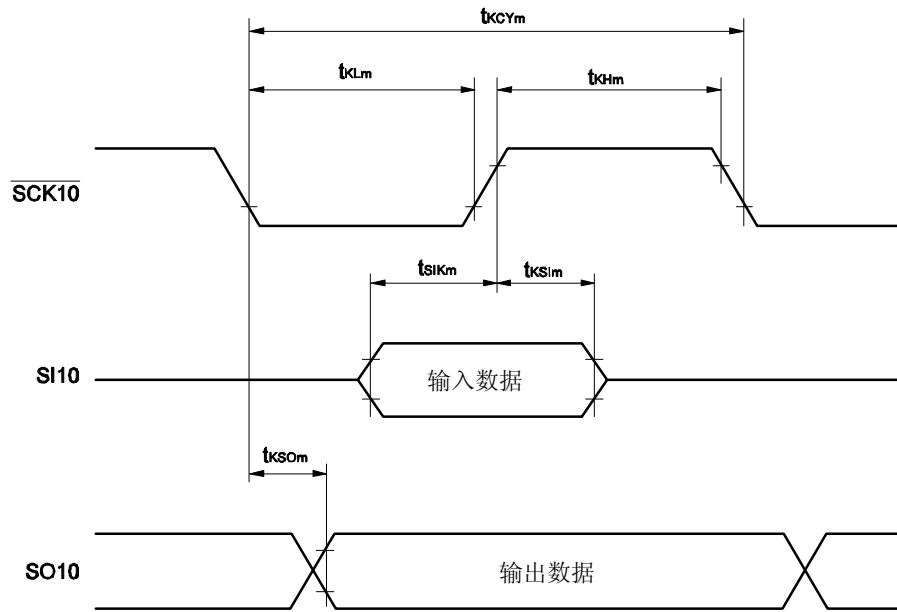 tKCYm
tKLm
tKHm
SCK10
tSIKm
tKSIm
SI10
输入数据
tKSOm
SO10
输出数据